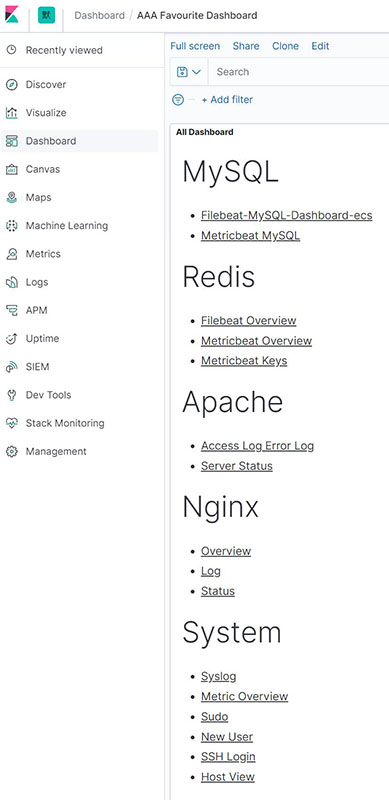 默
Dashboard / AAA Favourite Dashboard
Recently viewed
Discover
Visualize
Dashboard
Canvas
Maps
Machine Learning
Metrics
Logs
APM
Uptime
SIEM
Dev Tools
Stack Monitoring
Management
Full screen Share Clone Edit
Search
+ Add filter
All Dashboard
MySQL
Filebeat-MySQL-Dashboard-ecs
Metricbeat MySQL
Redis
Filebeat Overview
Metricbeat Overview
Metricbeat Keys
Apache
Access Log Error Log
Server Status
Nginx
Overview
Log
Status
System
Syslog
Metric Overview
Sudo
New User
SSH Login
Host View